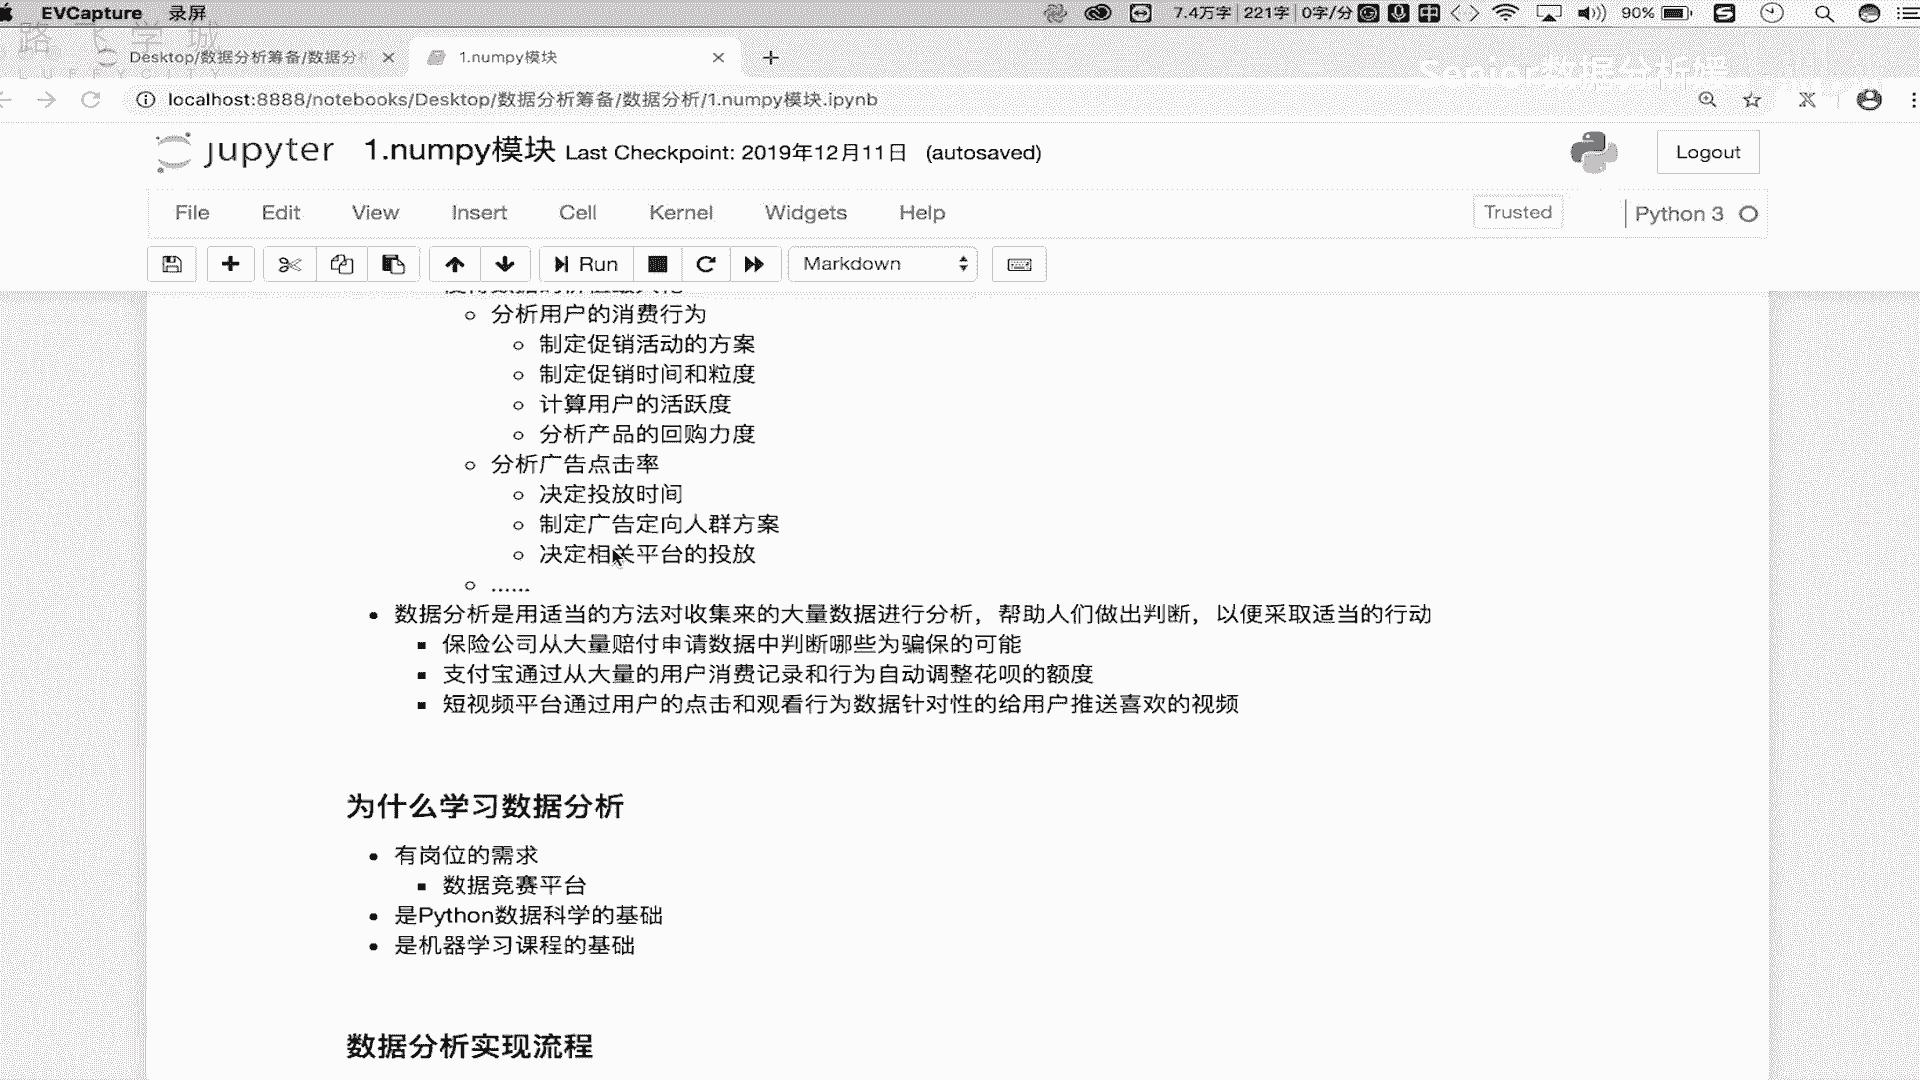 EVCapture 录屏 7.4万字 221字 0字/分 中 90%
路飞学城
LUFFYCITY
Desktop/数据分析筹备/数据分析
1.numpy模块
Senior数据分析媛
localhost:8888/notebooks/Desktop/数据分析筹备/数据分析/1.numpy模块.ipynb
jupyter 1.numpy模块 Last Checkpoint: 2019年12月11日 (autosaved) Logout
File Edit View Insert Cell Kernel Widgets Help Trusted Python 3
Run Markdown
分析用户的消费行为
制定促销活动的方案
制定促销时间和粒度
计算用户的活跃度
分析产品的回购力度
分析广告点击率
决定投放时间
制定广告定向人群方案
决定相关平台的投放
......
数据分析是用适当的方法对收集来的大量数据进行分析，帮助人们做出判断，以便采取适当的行动
保险公司从大量赔付申请数据中判断哪些为骗保的可能
支付宝通过从大量的用户消费记录和行为自动调整花呗的额度
短视频平台通过用户的点击和观看行为数据针对性的给用户推送喜欢的视频
为什么学习数据分析
有岗位的需求
数据竞赛平台
是Python数据科学的基础
是机器学习课程的基础
数据分析实现流程